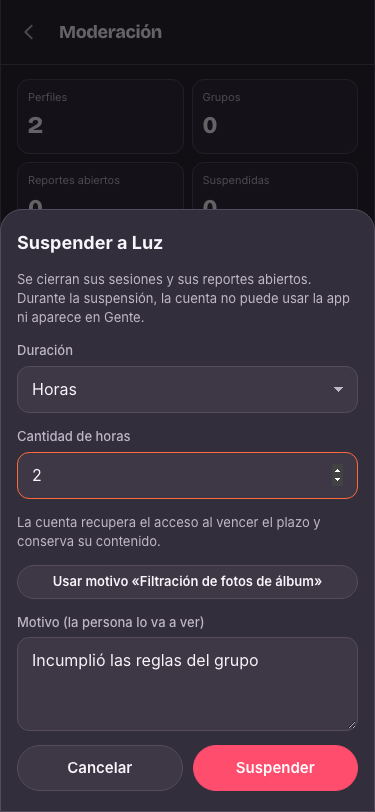 Moderación
Perfiles
Grupos
2
0
Reportes abiertos
Suspendidas
0
0
Suspender a Luz
Se cierran sus sesiones y sus reportes abiertos.
Durante la suspensión, la cuenta no puede usar la app
ni aparece en Gente.
Duración
Horas
Cantidad de horas
2
La cuenta recupera el acceso al vencer el plazo y
conserva su contenido.
Usar motivo «Filtración de fotos de álbum»
Motivo (la persona lo va a ver)
Incumplió las reglas del grupo
Cancelar
Suspender